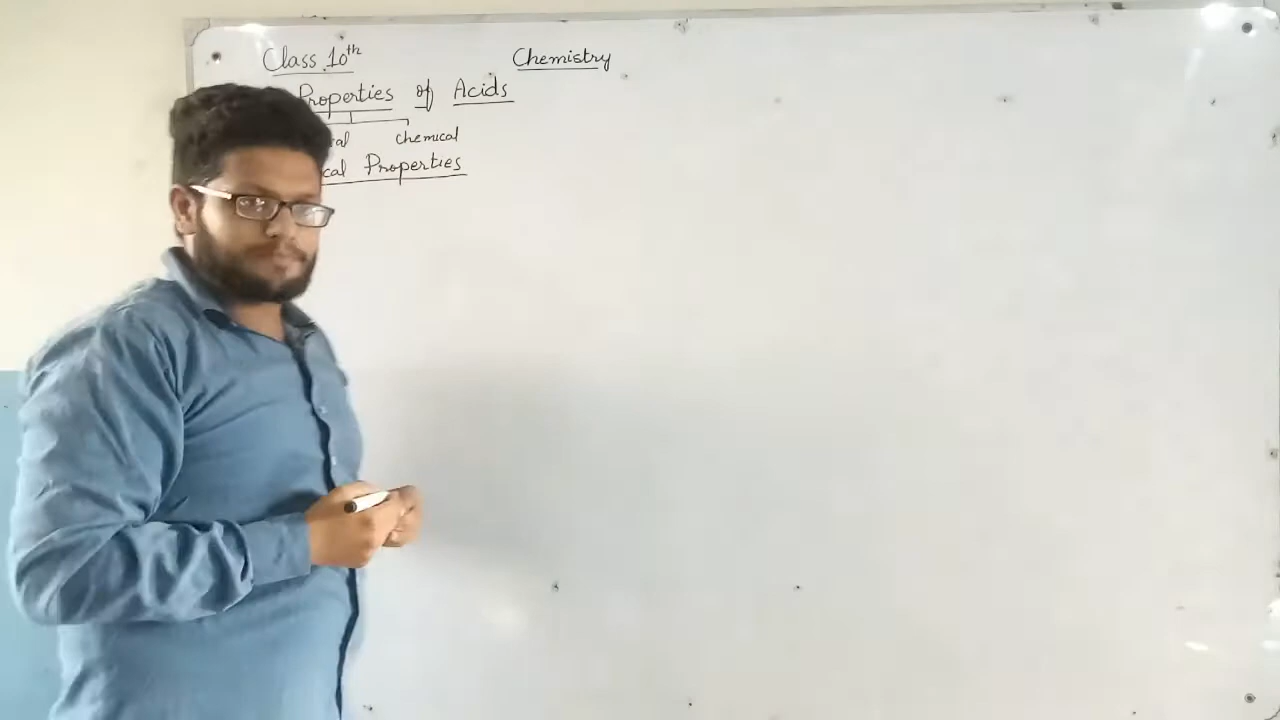 Class 10th Chemistry
Properties of Acids
chemical
Properties